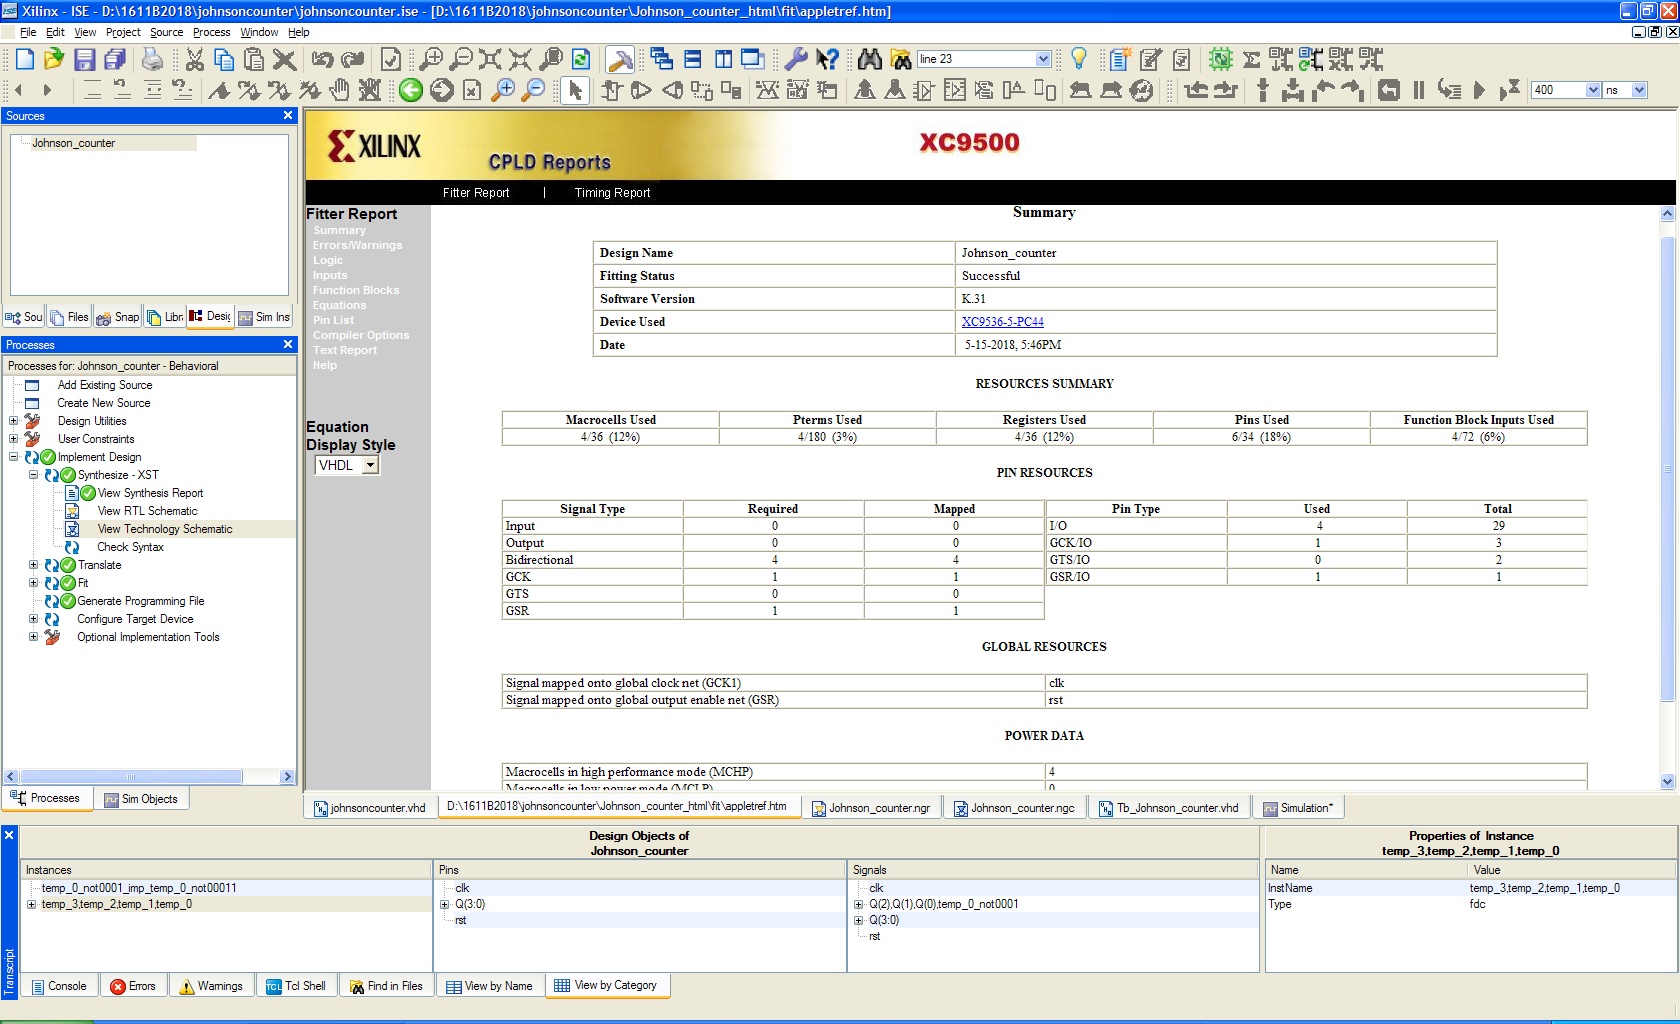 Xilinx - ISE - D:\1611B2018\johnsoncounter\johnsoncounter.ise - [D:\1611B2018\johnsoncounter\Johnson_counter_html\fit\appletref.htm]
File Edit View Project Source Process Window Help
line 23
400 ns
Sources
Johnson_counter
Sou Files Snap Libr Desig Sim Ins
Processes
Processes for: Johnson_counter - Behavioral
Add Existing Source
Create New Source
Design Utilities
User Constraints
Implement Design
Synthesize - XST
View Synthesis Report
View RTL Schematic
View Technology Schematic
Check Syntax
Translate
Fit
Generate Programming File
Configure Target Device
Optional Implementation Tools
Processes Sim Objects
XILINX
CPLD Reports
XC9500
Fitter Report | Timing Report
Fitter Report
Summary
Errors/Warnings
Logic
Inputs
Function Blocks
Equations
Pin List
Compiler Options
Text Report
Help
Equation
Display Style
VHDL
Summary
Design Name Johnson_counter
Fitting Status Successful
Software Version K.31
Device Used XC9536-5-PC44
Date 5-15-2018, 5:46PM
RESOURCES SUMMARY
Macrocells Used Pterms Used Registers Used Pins Used Function Block Inputs Used
4/36 (12%) 4/180 (3%) 4/36 (12%) 6/34 (18%) 4/72 (6%)
PIN RESOURCES
Signal Type Required Mapped Pin Type Used Total
Input 0 0 I/O 4 29
Output 0 0 GCK/IO 1 3
Bidirectional 4 4 GTS/IO 0 2
GCK 1 1 GSR/IO 1 1
GTS 0 0
GSR 1 1
GLOBAL RESOURCES
Signal mapped onto global clock net (GCK1) clk
Signal mapped onto global output enable net (GSR) rst
POWER DATA
Macrocells in high performance mode (MCHP) 4
Macrocells in low power mode (MCLP) 0
johnsoncounter.vhd D:\1611B2018\johnsoncounter\Johnson_counter_html\fit\appletref.htm Johnson_counter.ngr Johnson_counter.ngc Tb_Johnson_counter.vhd Simulation*
Transcript
Design Objects of
Johnson_counter
Instances Pins Signals
temp_0_not0001_imp_temp_0_not00011 clk clk
temp_3,temp_2,temp_1,temp_0 Q(3:0) Q(2),Q(1),Q(0),temp_0_not0001
rst Q(3:0)
rst
Properties of Instance
temp_3,temp_2,temp_1,temp_0
Name Value
InstName temp_3,temp_2,temp_1,temp_0
Type fdc
Console Errors Warnings Tcl Shell Find in Files View by Name View by Category